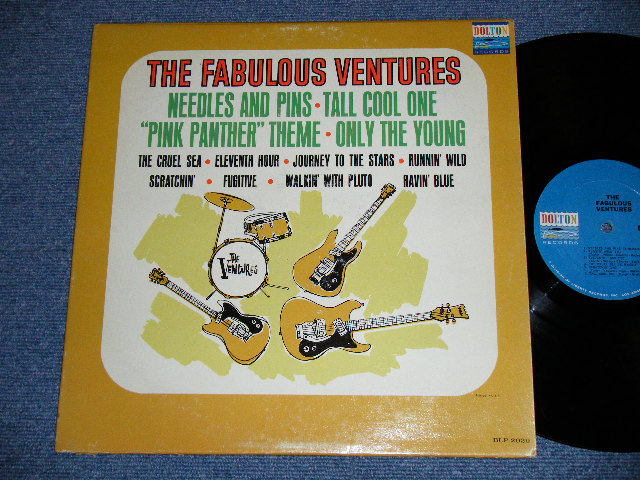 DOLTON
RECORDS
THE FABULOUS VENTURES
NEEDLES AND PINS • TALL COOL ONE
"PINK PANTHER" THEME • ONLY THE YOUNG
THE CRUEL SEA • ELEVENTH HOUR • JOURNEY TO THE STARS • RUNNIN' WILD
SCRATCHIN' • FUGITIVE • WALKIN' WITH PLUTO RAVIN' BLUE
THE
VENTURES
BLP 2029
DOLTON
RECORDS
THE
FABULOUS
VENTURES